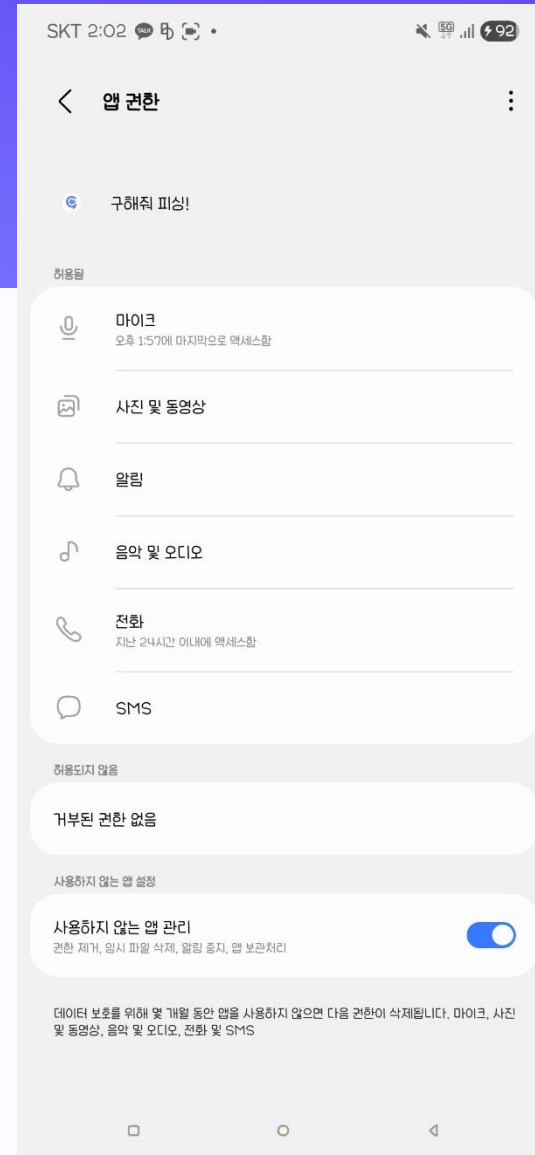 SKT 2:02 TALK
5G 92
앱 권한
구해줘 피싱!
허용됨
마이크
오후 1:57에 마지막으로 액세스함
사진 및 동영상
알림
음악 및 오디오
전화
지난 24시간 이내에 액세스함
SMS
허용되지 않음
거부된 권한 없음
사용하지 않는 앱 설정
사용하지 않는 앱 관리
권한 제거, 임시 파일 삭제, 알림 중지, 앱 보관처리
데이터 보호를 위해 몇 개월 동안 앱을 사용하지 않으면 다음 권한이 삭제됩니다. 마이크, 사진
및 동영상, 음악 및 오디오, 전화 및 SMS